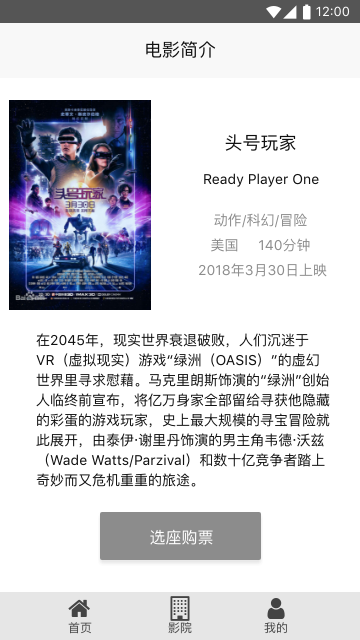 12:00
电影简介
头号玩家
3月30日
Ready Player One
动作/科幻/冒险
美国 140分钟
2018年3月30日上映
在2045年，现实世界衰退破败，人们沉迷于
VR（虚拟现实）游戏“绿洲（OASIS）”的虚幻
世界里寻求慰藉。马克里朗斯饰演的“绿洲”创始
人临终前宣布，将亿万身家全部留给寻获他隐藏
的彩蛋的游戏玩家，史上最大规模的寻宝冒险就
此展开，由泰伊·谢里丹饰演的男主角韦德·沃兹
（Wade Watts/Parzival）和数十亿竞争者踏上
奇妙而又危机重重的旅途。
选座购票
首页
影院
我的